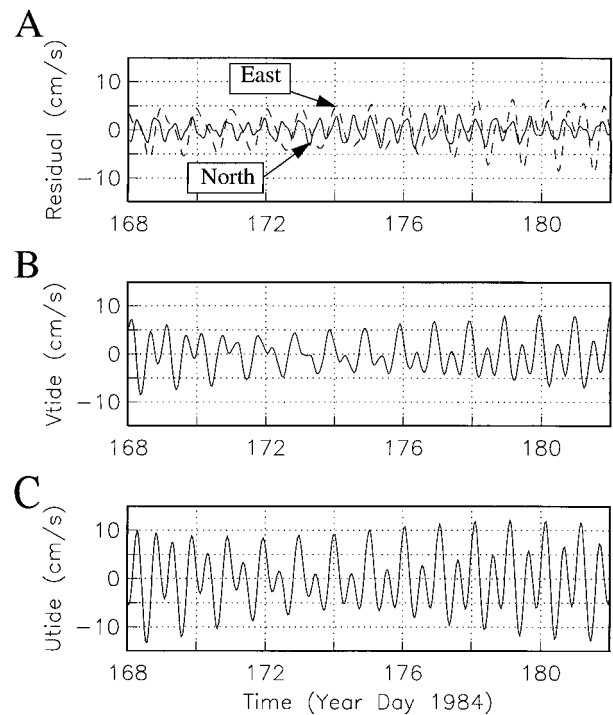 A
East
North
Residual (cm/s)
10
0
−10
168 172 176 180
B
Vtide (cm/s)
10
0
−10
168 172 176 180
C
Utide (cm/s)
10
0
−10
168 172 176 180
Time (Year Day 1984)